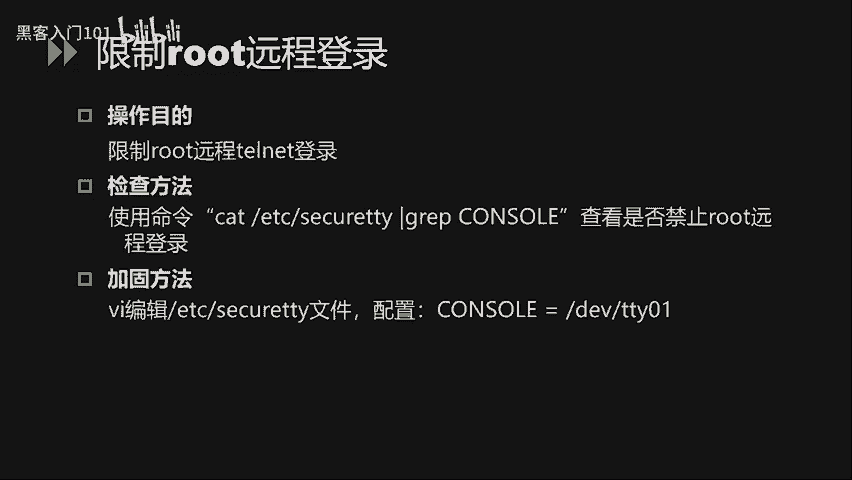 黑客入门101 bilibili
限制root远程登录
操作目的
限制root远程telnet登录
检查方法
使用命令“cat /etc/securetty |grep CONSOLE”查看是否禁止root远
程登录
加固方法
vi编辑/etc/securetty文件，配置：CONSOLE = /dev/tty01